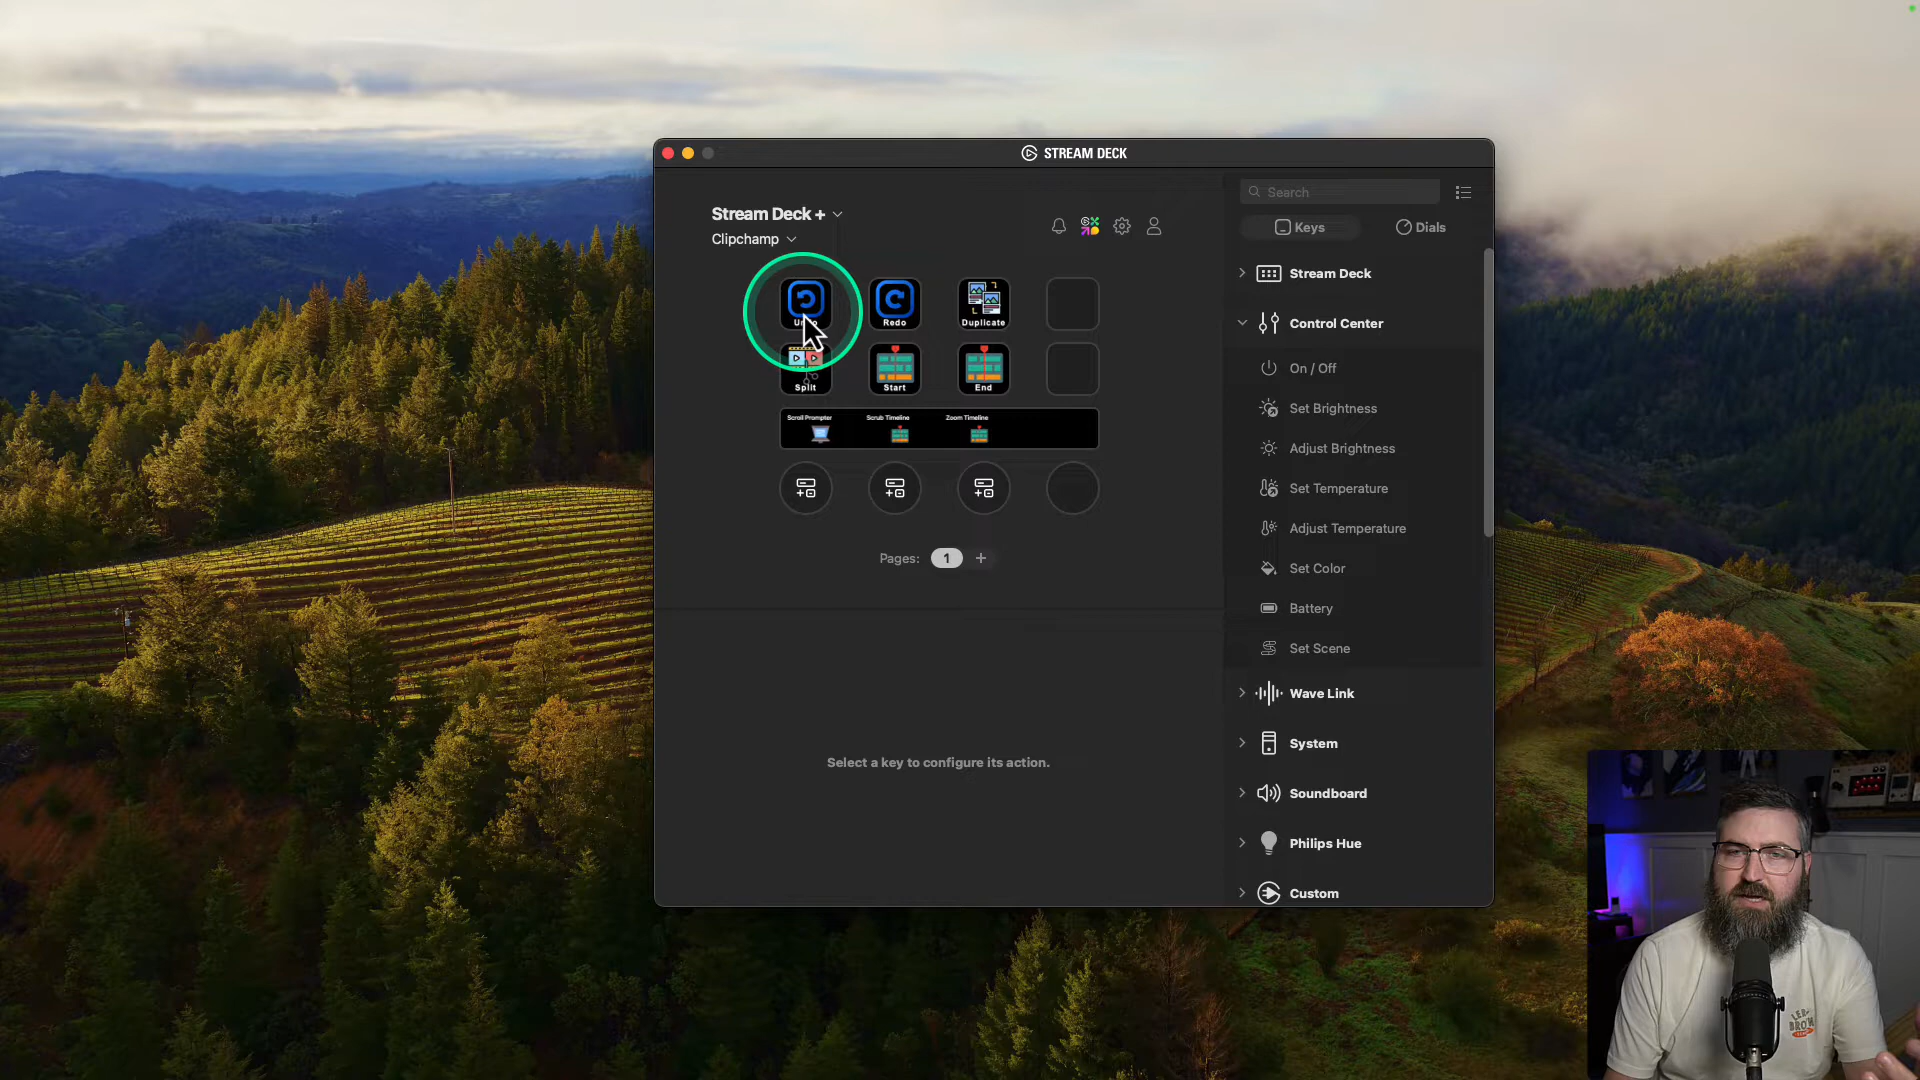 STREAM DECK
Stream Deck +
Clipchamp
Redo
Duplicate
Split
Start
End
Scroll Prompter
Scrub Timeline
Zoom Timeline
Pages: 1 +
Select a key to configure its action.
Search
Keys
Dials
Stream Deck
Control Center
On / Off
Set Brightness
Adjust Brightness
Set Temperature
Adjust Temperature
Set Color
Battery
Set Scene
Wave Link
System
Soundboard
Philips Hue
Custom